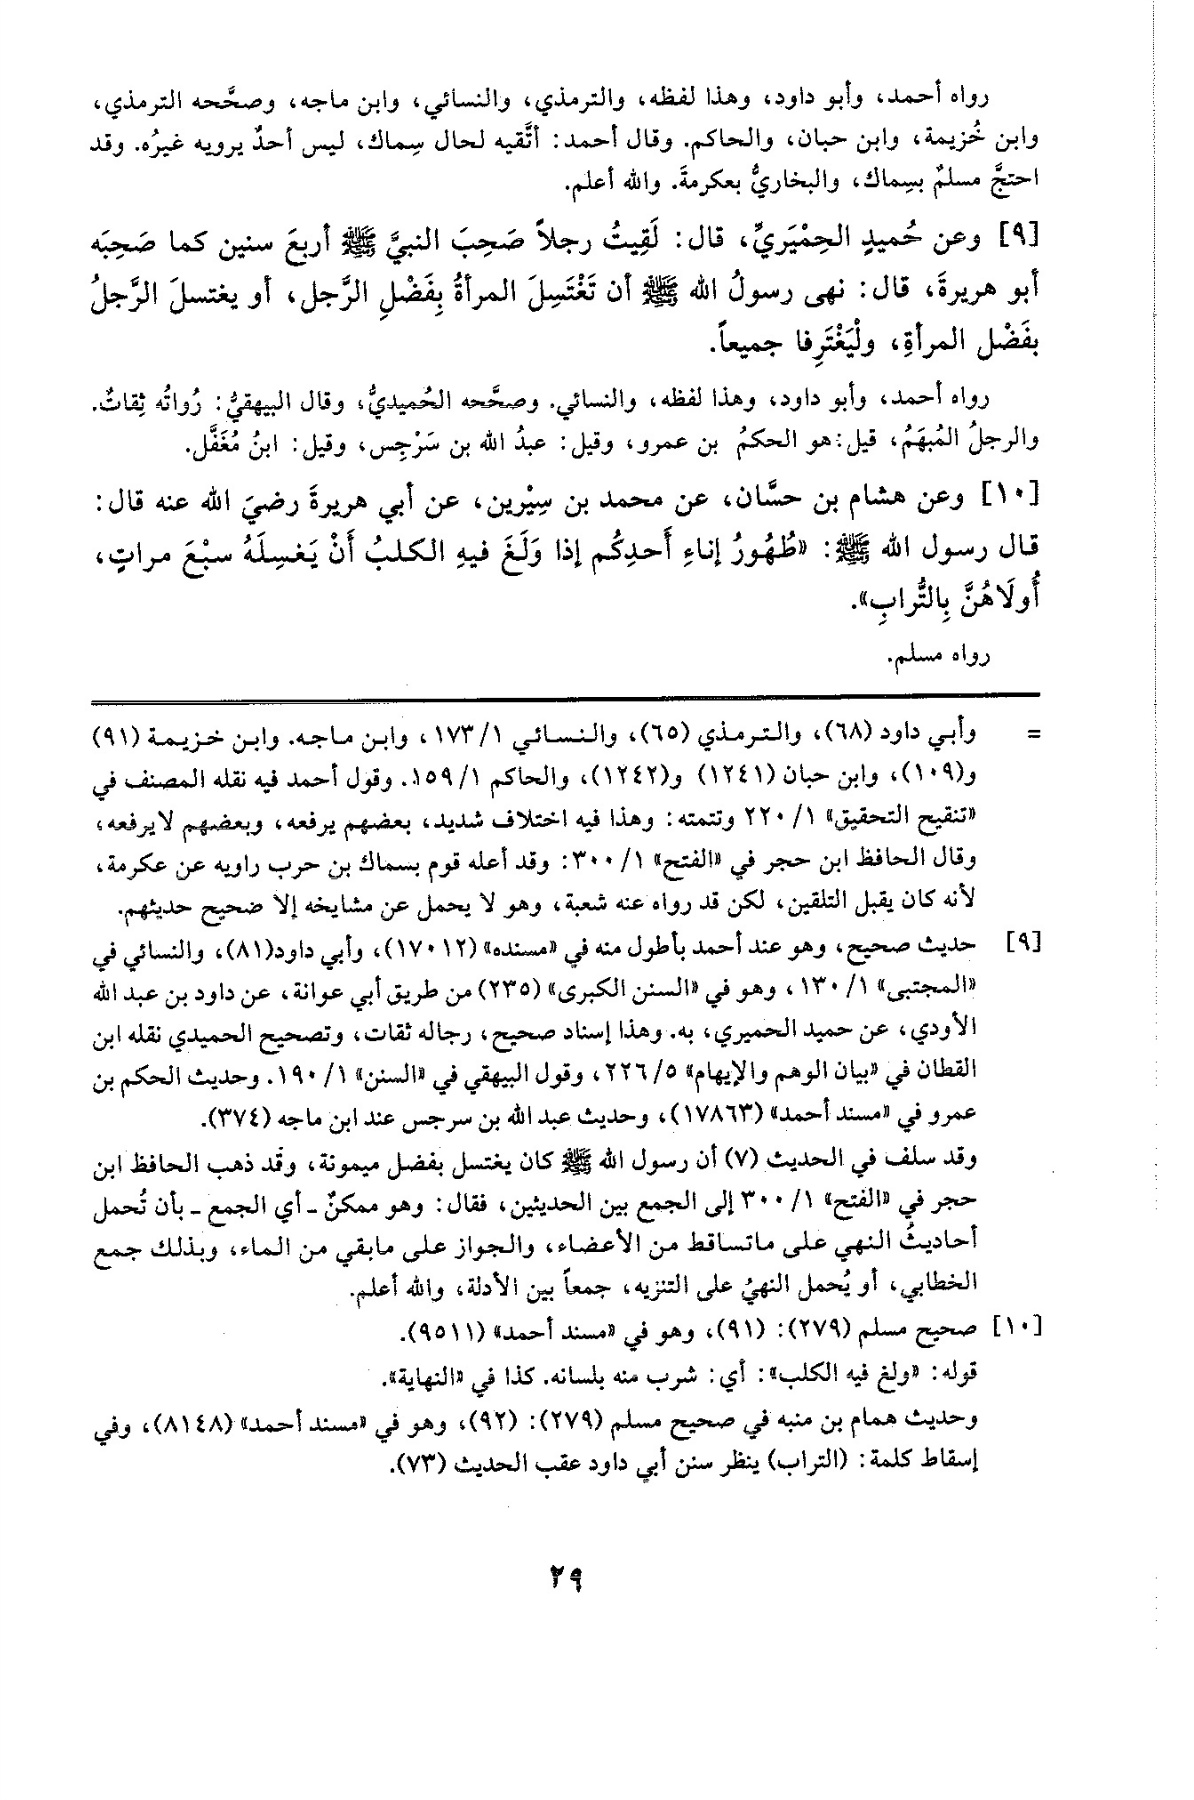 رواه أحمد، وأبو داود، وهذا لفظه، والترمذي، والنسائي، وابن ماجه، وصحَّحه الترمذي،
وابن خُزيمة، وابن حبان، والحاكم. وقال أحمد: أتَّقيه لحال سِماك، ليس أحدٌ يرويه غيرُه. وقد
احتجَّ مسلمٌ بسِماك، والبخاريُّ بعكرمةَ. والله أعلم.
[٩] وعن حُميدٍ الحِمْيَريِّ، قال: لَقِيتُ رجلاً صَحِبَ النبيَّ ﷺ أربعَ سنين كما صَحِبَه
أبو هريرةَ، قال: نهى رسولُ الله ﷺ أن تَغْتَسِلَ المرأةُ بِفَضْلِ الرَّجل، أو يغتسلَ الرَّجلُ
بفَضْل المرأةِ، ولْيَغْتَرِفا جميعاً.
رواه أحمد، وأبو داود، وهذا لفظه، والنسائي. وصحَّحه الحُميديُّ، وقال البيهقيُّ: رُواتُه ثِقاتٌ.
والرجلُ المُبهَمُ، قيل: هو الحكمُ بن عمرو، وقيل: عبدُ الله بن سَرْجِس، وقيل: ابنُ مُغَفَّل.
[١٠] وعن هشام بن حسَّان، عن محمد بن سِيْرين، عن أبي هريرةَ رضيَ الله عنه قال:
قال رسول الله ﷺ: «طُهُورُ إناءِ أَحدِكُم إذا وَلَغَ فيهِ الكلبُ أَنْ يَغسِلَهُ سبْعَ مراتٍ،
أُولَاهُنَّ بِالتُّرابِ».
رواه مسلم.
= وأبي داود (٦٨)، والترمذي (٦٥)، والنسائي ١/ ١٧٣، وابن ماجه. وابن خزيمة (٩١)
و(١٠٩)، وابن حبان (١٢٤١) و(١٢٤٢)، والحاكم ١/ ١٥٩. وقول أحمد فيه نقله المصنف في
«تنقيح التحقيق» ١/ ٢٢٠ وتتمته: وهذا فيه اختلاف شديد، بعضهم يرفعه، وبعضهم لايرفعه،
وقال الحافظ ابن حجر في «الفتح» ١/ ٣٠٠: وقد أعله قوم بسماك بن حرب راويه عن عكرمة،
لأنه كان يقبل التلقين، لكن قد رواه عنه شعبة، وهو لا يحمل عن مشايخه إلا صحيح حديثهم.
[٩] حديث صحيح، وهو عند أحمد بأطول منه في «مسنده» (١٧٠١٢)، وأبي داود(٨١)، والنسائي في
«المجتبى» ١/ ١٣٠، وهو في «السنن الكبرى» (٢٣٥) من طريق أبي عوانة، عن داود بن عبد الله
الأودي، عن حميد الحميري، به. وهذا إسناد صحيح، رجاله ثقات، وتصحيح الحميدي نقله ابن
القطان في «بيان الوهم والإيهام» ٥/ ٢٢٦، وقول البيهقي في «السنن» ١/ ١٩٠. وحديث الحكم بن
عمرو في «مسند أحمد» (١٧٨٦٣)، وحديث عبد الله بن سرجس عند ابن ماجه (٣٧٤).
وقد سلف في الحديث (٧) أن رسول الله ﷺ كان يغتسل بفضل ميمونة، وقد ذهب الحافظ ابن
حجر في «الفتح» ١/ ٣٠٠ إلى الجمع بين الحديثين، فقال: وهو ممكنٌ ـ أي الجمع ـ بأن تُحمل
أحاديثُ النهي على ماتساقط من الأعضاء، والجواز على مابقي من الماء، وبذلك جمع
الخطابي، أو يُحمل النهيُ على التنزيه، جمعاً بين الأدلة، والله أعلم.
[١٠] صحيح مسلم (٢٧٩): (٩١)، وهو في «مسند أحمد» (٩٥١١).
قوله: «ولغ فيه الكلب»: أي: شرب منه بلسانه. كذا في «النهاية».
وحديث همام بن منبه في صحيح مسلم (٢٧٩): (٩٢)، وهو في «مسند أحمد» (٨١٤٨)، وفي
إسقاط كلمة: (التراب) ينظر سنن أبي داود عقب الحديث (٧٣).
٢٩